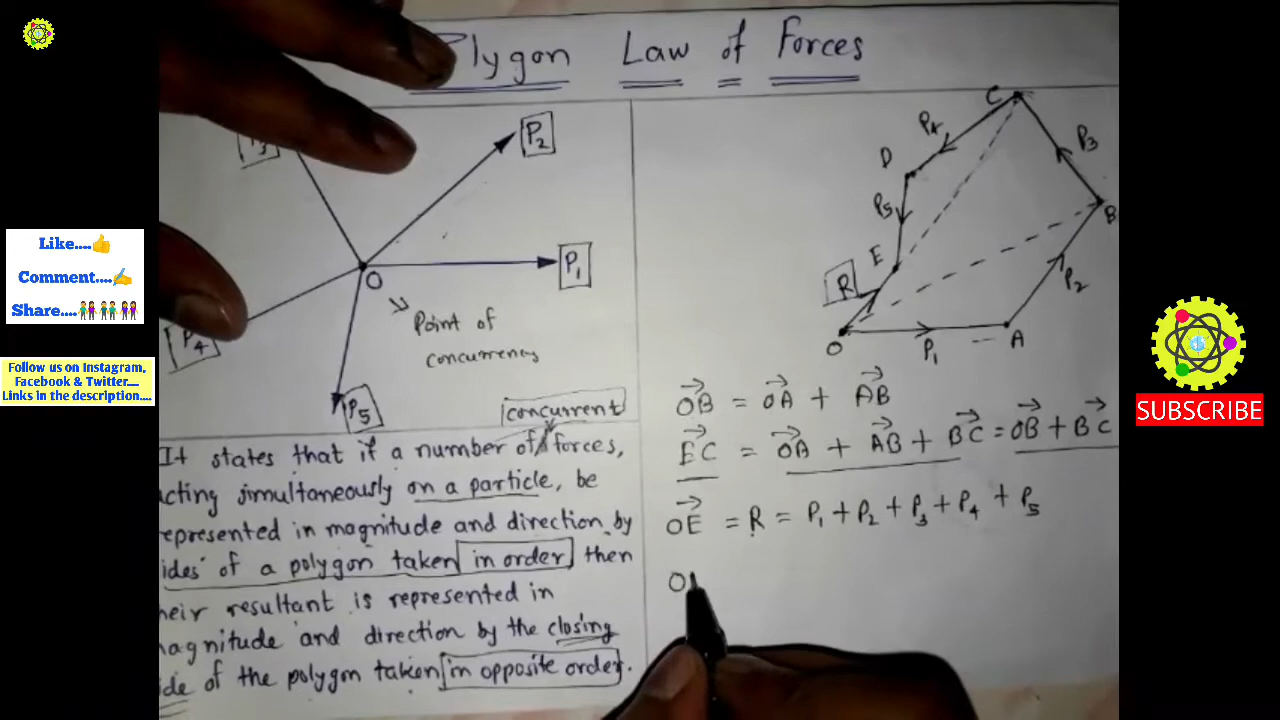 Polygon Law of Forces
P3
P2
P1
O
Point of
concurrency
P4
P5
concurrent
It states that if a number of forces,
acting simultaneously on a particle, be
represented in magnitude and direction by
sides of a polygon taken in order then
their resultant is represented in
magnitude and direction by the closing
side of the polygon taken in opposite order.
C
P4
P3
D
P5
B
E
P2
R
O
P1
A
OB = OA + AB
EC = OA + AB + BC = OB + BC
OE = R = P1 + P2 + P3 + P4 + P5
O
Like....👍
Comment....✍
Share....👫👬👭
Follow us on Instagram,
Facebook & Twitter....
Links in the description....
SUBSCRIBE